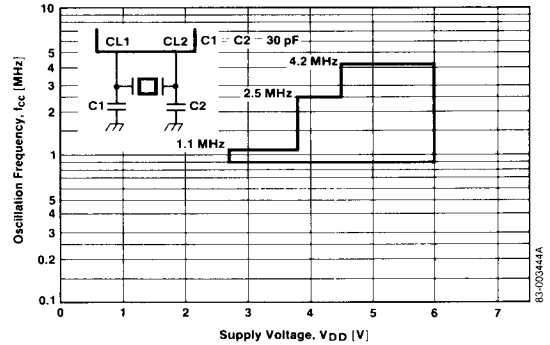 10
5
4
3
2
1
5
4
3
0.2
0.1
Oscillation Frequency, fcc [MHz]
CL1 CL2
C1 = C2 = 30 pF
C1
C2
4.2 MHz
2.5 MHz
1.1 MHz
0 1 2 3 4 5 6 7
Supply Voltage, VDD [V]
83-003444A